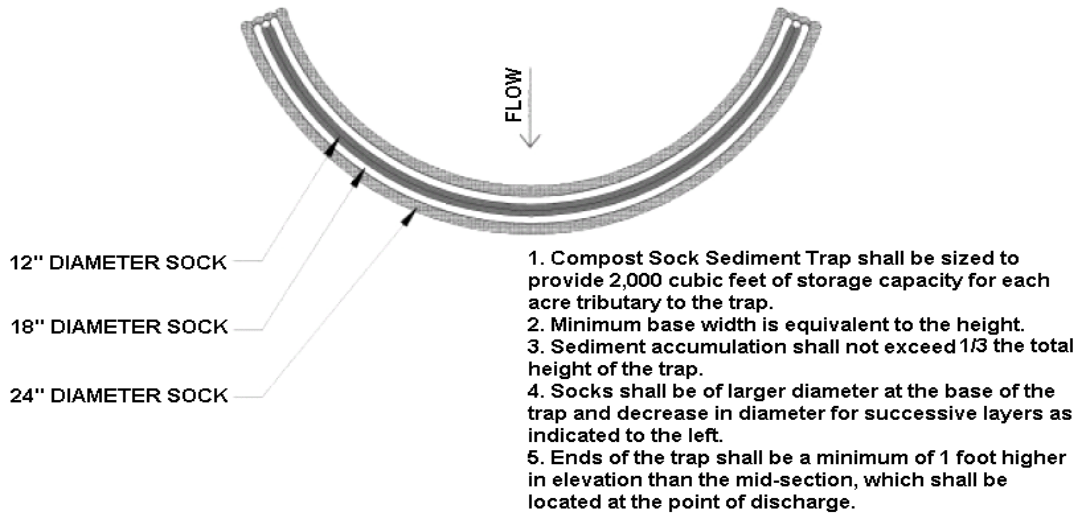 FLOW
12" DIAMETER SOCK
18" DIAMETER SOCK
24" DIAMETER SOCK
1. Compost Sock Sediment Trap shall be sized to
provide 2,000 cubic feet of storage capacity for each
acre tributary to the trap.
2. Minimum base width is equivalent to the height.
3. Sediment accumulation shall not exceed 1/3 the total
height of the trap.
4. Socks shall be of larger diameter at the base of the
trap and decrease in diameter for successive layers as
indicated to the left.
5. Ends of the trap shall be a minimum of 1 foot higher
in elevation than the mid-section, which shall be
located at the point of discharge.